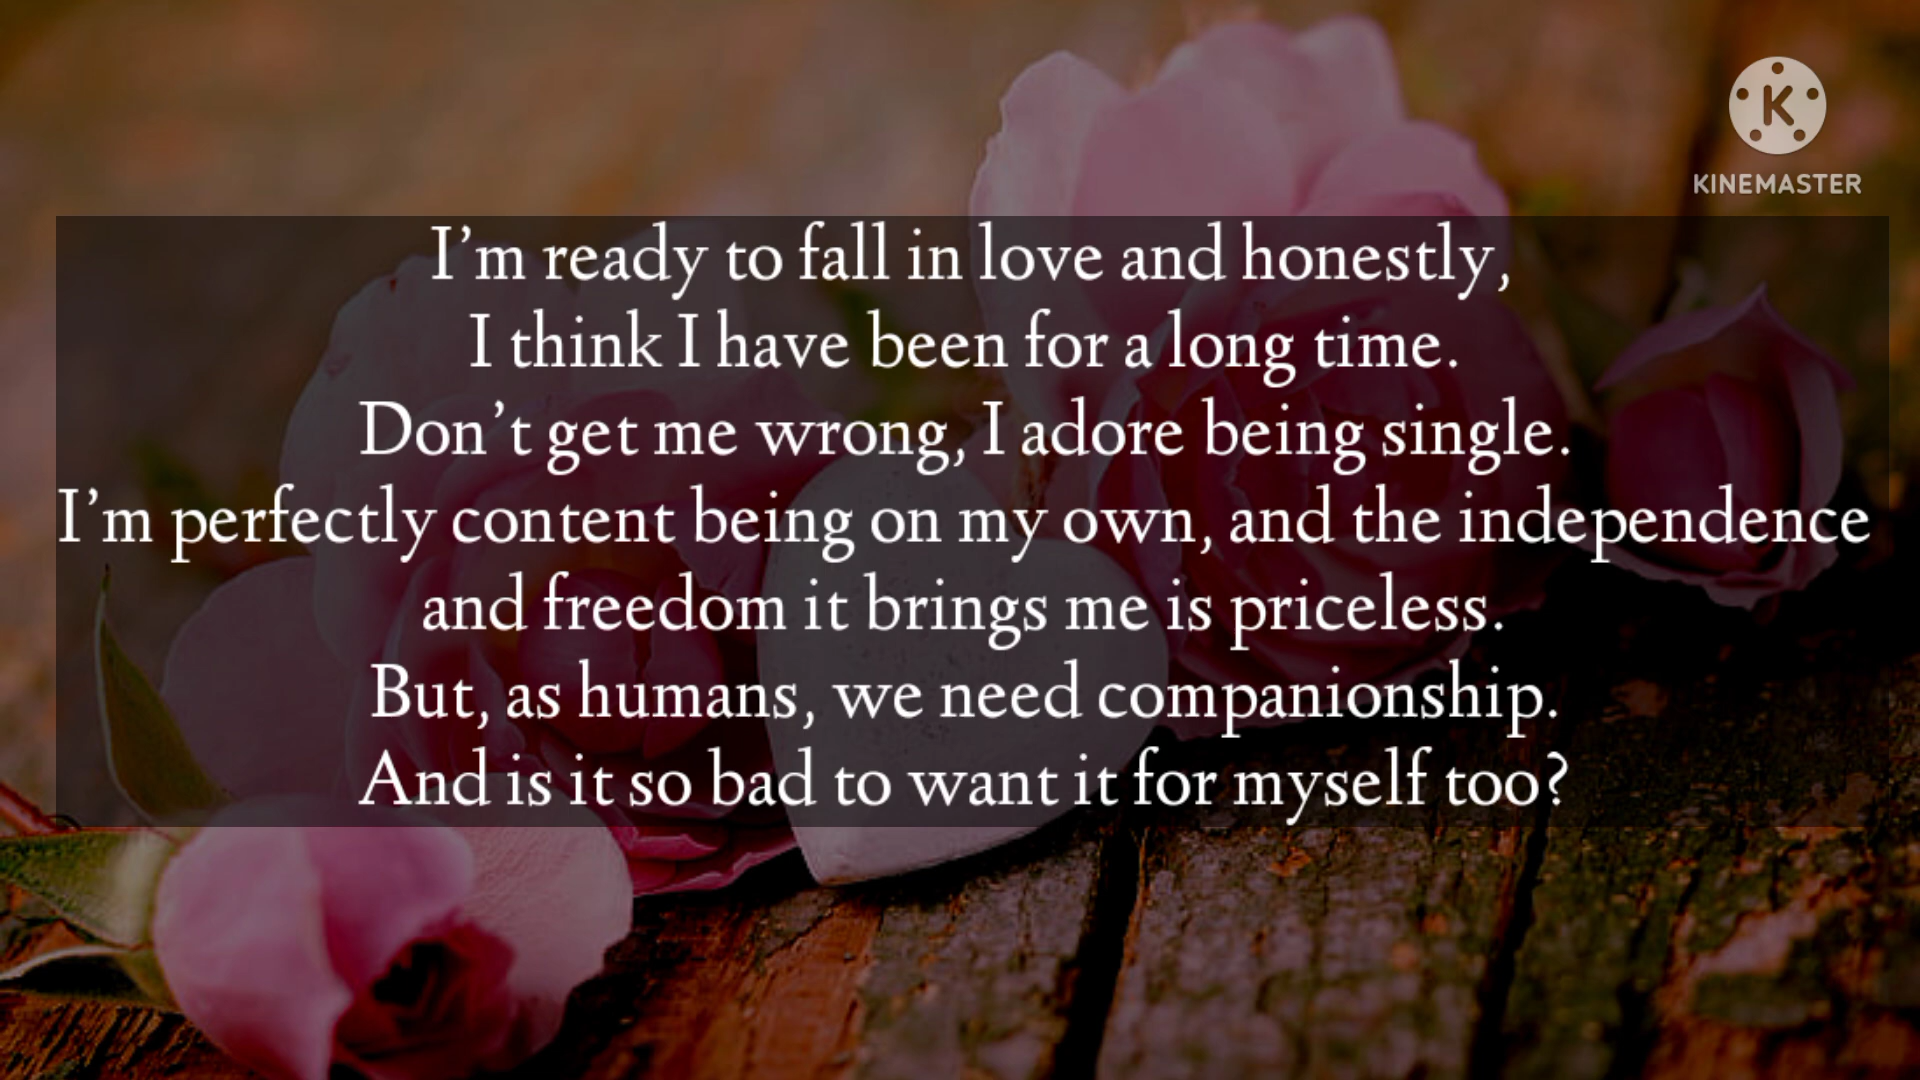 K
KINEMASTER
I'm ready to fall in love and honestly,
I think I have been for a long time.
Don't get me wrong, I adore being single.
I'm perfectly content being on my own, and the independence
and freedom it brings me is priceless.
But, as humans, we need companionship.
And is it so bad to want it for myself too?